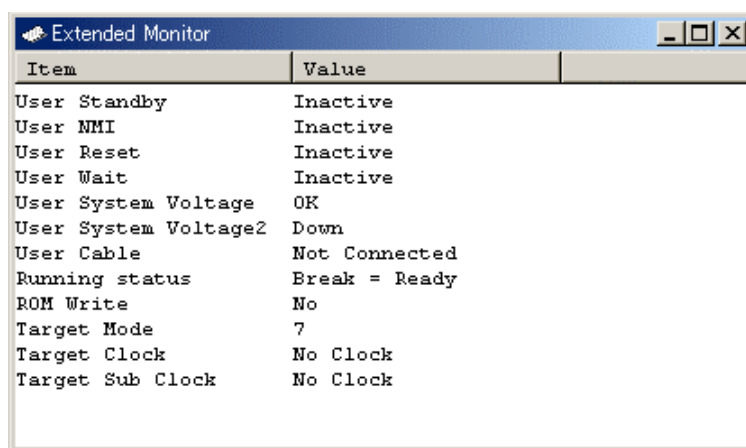 Extended Monitor
Item Value
User Standby Inactive
User NMI Inactive
User Reset Inactive
User Wait Inactive
User System Voltage OK
User System Voltage2 Down
User Cable Not Connected
Running status Break = Ready
ROM Write No
Target Mode 7
Target Clock No Clock
Target Sub Clock No Clock